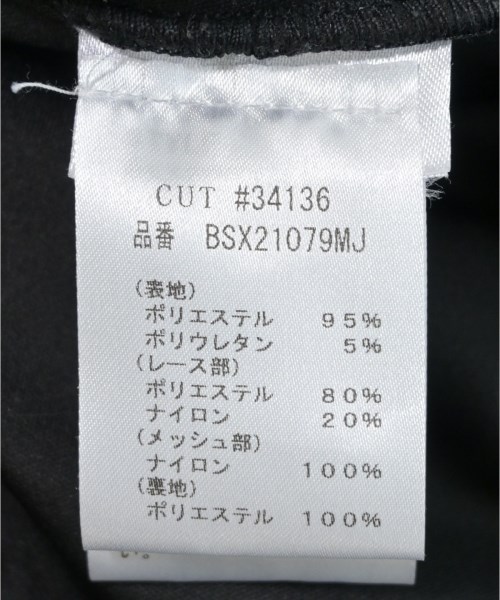 CUT #34136
品番 BSX21079MJ
(表地)
ポリエステル 95%
ポリウレタン 5%
(レース部)
ポリエステル 80%
ナイロン 20%
(メッシュ部)
ナイロン 100%
(裏地)
ポリエステル 100%